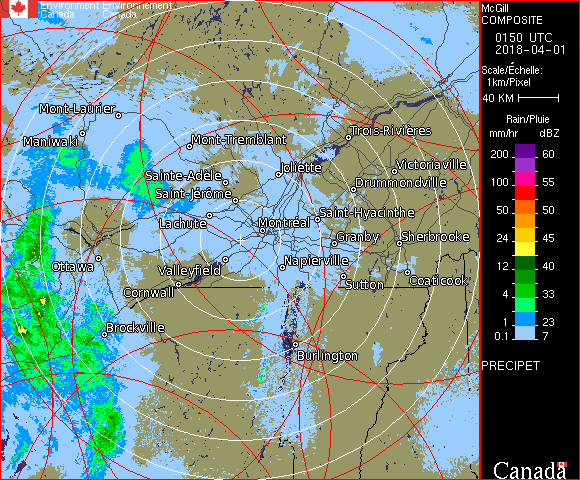 Environment Environnement
Canada Canada
McGill
COMPOSITE
0150 UTC
2018-04-01
Scale/Échelle:
1km/Pixel
40 KM
Rain/Pluie
mm/hr dBZ
200 60
100 55
50 50
50 45
24 30
12 40
4 33
2 23
0.1 7
PRECIPET
Mont-Laurier
Maniwaki
Mont-Tremblant
Trois-Rivières
Sainte-Adèle
Joliette
Victoriaville
Saint-Jérôme
Drummondville
Lachute
Montréal
Saint-Hyacinthe
Granby
Sherbrooke
Ottawa
Valleyfield
Napierville
Cornwall
Sutton
Coaticook
Brockville
Burlington
Canada